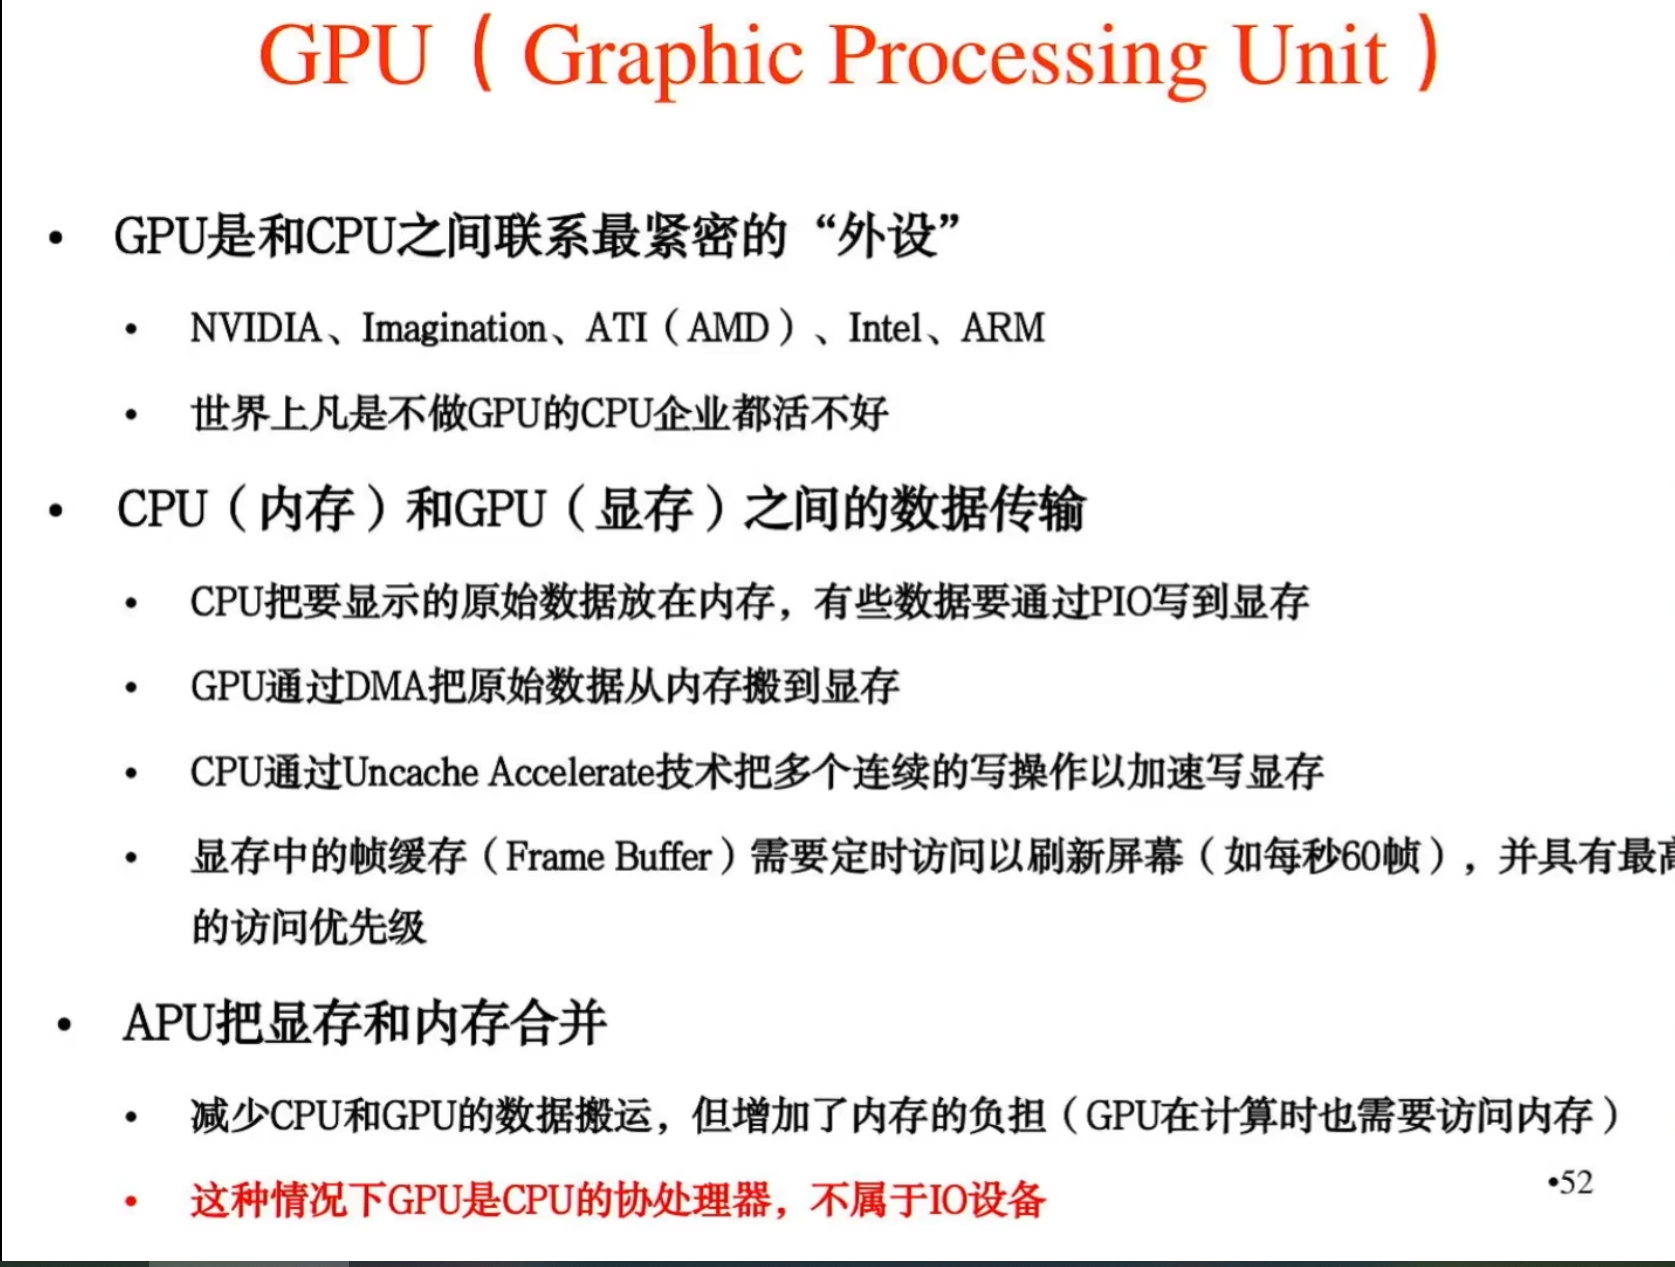 GPU（Graphic Processing Unit）
• GPU是和CPU之间联系最紧密的“外设”
• NVIDIA、Imagination、ATI（AMD）、Intel、ARM
• 世界上凡是不做GPU的CPU企业都活不好
• CPU（内存）和GPU（显存）之间的数据传输
• CPU把要显示的原始数据放在内存，有些数据要通过PIO写到显存
• GPU通过DMA把原始数据从内存搬到显存
• CPU通过Uncache Accelerate技术把多个连续的写操作以加速写显存
• 显存中的帧缓存（Frame Buffer）需要定时访问以刷新屏幕（如每秒60帧），并具有最高
的访问优先级
• APU把显存和内存合并
• 减少CPU和GPU的数据搬运，但增加了内存的负担（GPU在计算时也需要访问内存）
• 这种情况下GPU是CPU的协处理器，不属于IO设备
•52